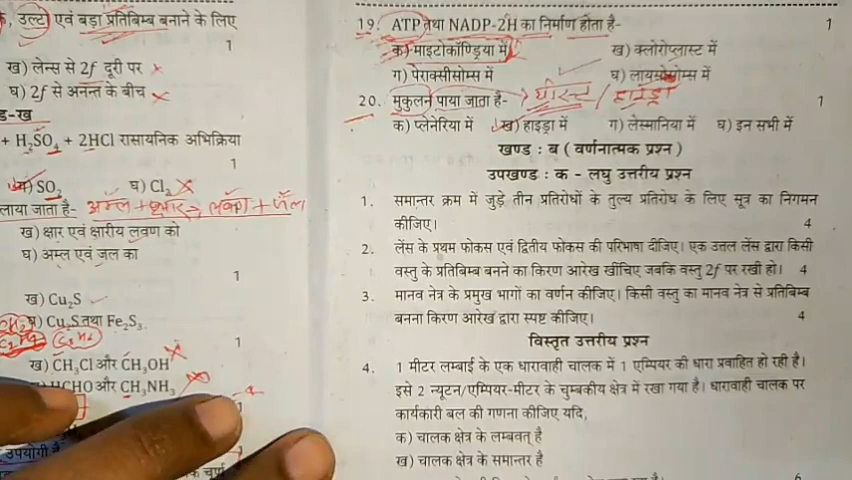 उल्टा एवं बड़ा प्रतिबिम्ब बनाने के लिए
1
ख) लेन्स से 2f दूरी पर
घ) 2f से अनन्त के बीच
ड-ख
+ H₂SO₄ + 2HCl रासायनिक अभिक्रिया
1
ग) SO₂ घ) Cl₂
लाया जाता है- अम्ल + क्षार → लवण + जल
ख) क्षार एवं क्षारीय लवण को
घ) अम्ल एवं जल का
1
ख) Cu₂S
घ) Cu₂S तथा Fe₂S₃
1
ख) CH₃Cl और CH₃OH
HCHO और CH₃NH₂
1
उपयोगी है
19. ATP तथा NADP-2H का निर्माण होता है- 1
क) माइटोकॉण्ड्रिया में ख) क्लोरोप्लास्ट में
ग) पेराक्सीसोम्स में घ) लायसोसोम्स में
20. मुकुलन पाया जाता है- → यीस्ट / हाइड्रा 1
क) प्लेनेरिया में ख) हाइड्रा में ग) लेस्मानिया में घ) इन सभी में
खण्ड : ब ( वर्णनात्मक प्रश्न )
उपखण्ड : क - लघु उत्तरीय प्रश्न
1. समान्तर क्रम में जुड़े तीन प्रतिरोधों के तुल्य प्रतिरोध के लिए सूत्र का निगमन
कीजिए। 4
2. लेंस के प्रथम फोकस एवं द्वितीय फोकस की परिभाषा दीजिए। एक उत्तल लेंस द्वारा किसी
वस्तु के प्रतिबिम्ब बनने का किरण आरेख खींचिए जबकि वस्तु 2f पर रखी हो। 4
3. मानव नेत्र के प्रमुख भागों का वर्णन कीजिए। किसी वस्तु का मानव नेत्र से प्रतिबिम्ब
बनना किरण आरेख द्वारा स्पष्ट कीजिए। 4
विस्तृत उत्तरीय प्रश्न
4. 1 मीटर लम्बाई के एक धारावाही चालक में 1 एम्पियर की धारा प्रवाहित हो रही है।
इसे 2 न्यूटन/एम्पियर-मीटर के चुम्बकीय क्षेत्र में रखा गया है। धारावाही चालक पर
कार्यकारी बल की गणना कीजिए यदि,
क) चालक क्षेत्र के लम्बवत् है
ख) चालक क्षेत्र के समान्तर है
6